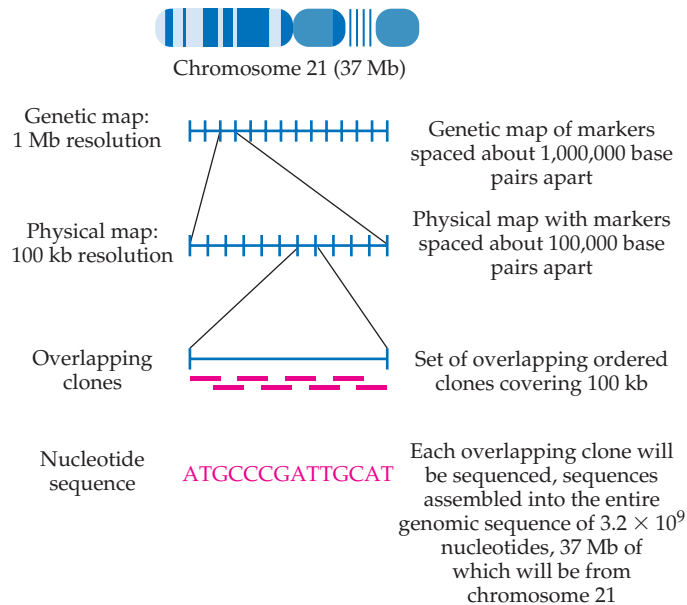 Chromosome 21 (37 Mb)
Genetic map:
1 Mb resolution
Genetic map of markers
spaced about 1,000,000 base
pairs apart
Physical map:
100 kb resolution
Physical map with markers
spaced about 100,000 base
pairs apart
Overlapping
clones
Set of overlapping ordered
clones covering 100 kb
Nucleotide
sequence
ATGCCCGATTGCAT
Each overlapping clone will
be sequenced, sequences
assembled into the entire
genomic sequence of 3.2 × 10⁹
nucleotides, 37 Mb of
which will be from
chromosome 21